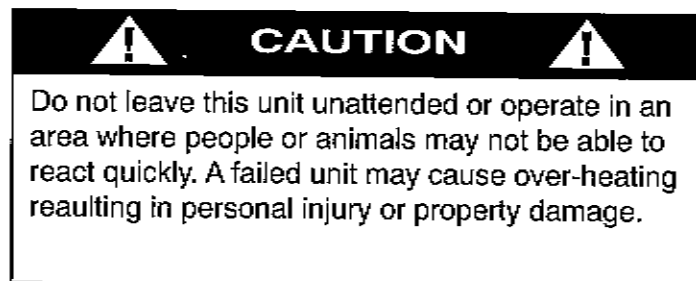 CAUTION
Do not leave this unit unattended or operate in an
area where people or animals may not be able to
react quickly. A failed unit may cause over-heating
reaulting in personal injury or property damage.